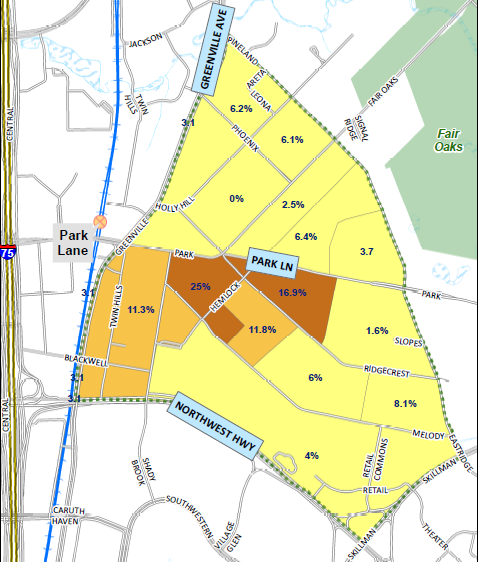 GREENVILLE AVE
JACKSON
PINELAND
ARETA
LEONA
FAIR OAKS
TWIN HILLS
CENTRAL
3.1
6.2%
PHOENIX
6.1%
SIGNAL RIDGE
Fair Oaks
0%
2.5%
HOLLY HILL
Park Lane
GREENVILLE
6.4%
3.7
75
PARK
PARK LN
25%
HEMLOCK
16.9%
PARK
3.1
TWIN HILLS
11.3%
11.8%
1.6%
SLOPES
BLACKWELL
RIDGECREST
3.1
6%
3.1
8.1%
CENTRAL
NORTHWEST HWY
MELODY
EASTRIDGE
4%
RETAIL COMMONS
SKILLMAN
SHADY BROOK
RETAIL
SOUTHWESTERN
CARUTH HAVEN
VILLAGE GLEN
SKILLMAN
THEATER